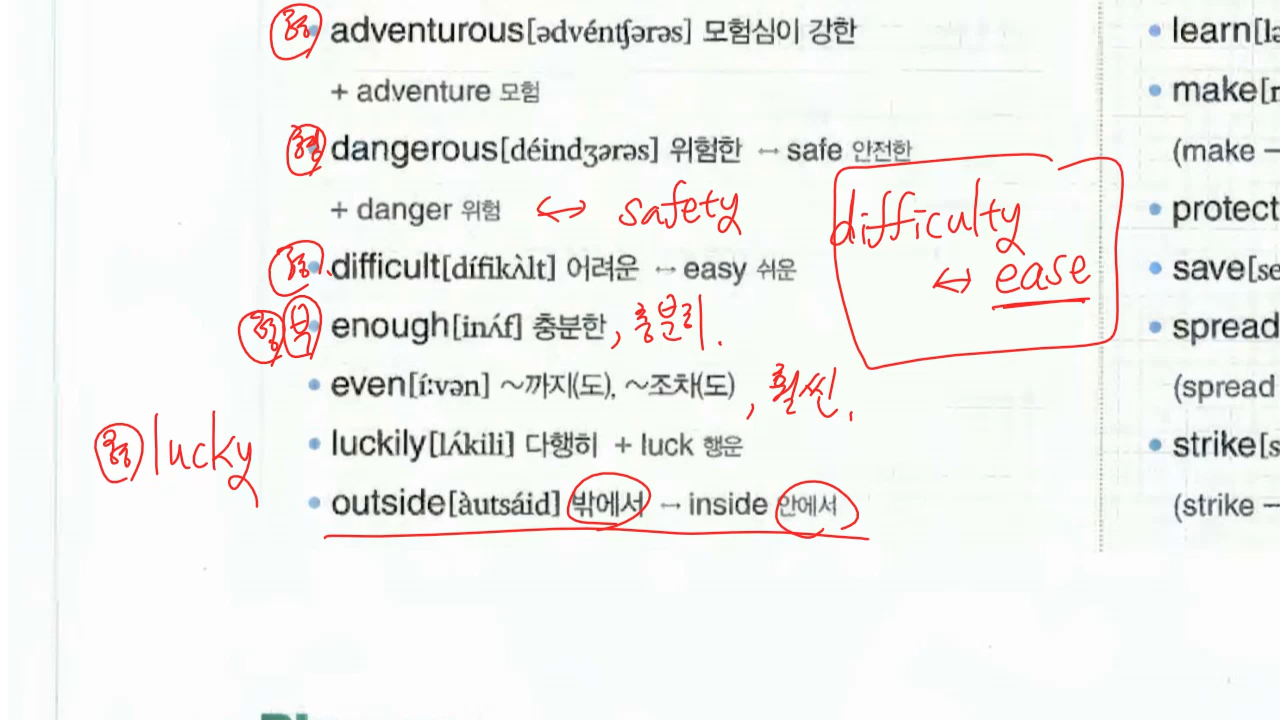 형 adventurous[ədvéntʃərəs] 모험심이 강한
+ adventure 모험
형 dangerous[déindʒərəs] 위험한 ↔ safe 안전한
+ danger 위험 ↔ safety
difficulty
↔ ease
형 difficult[dífikʌ̀lt] 어려운 ↔ easy 쉬운
형 부 enough[inʌ́f] 충분한, 충분히.
• even[íːvən] ~까지(도), ~조차(도),훨씬.
형 lucky
• luckily[lʌ́kili] 다행히 + luck 행운
• outside[àutsáid] 밖에서 ↔ inside 안에서
• learn[lə
• make[
(make –
• protect
• save[se
• spread
(spread
• strike[s
(strike –